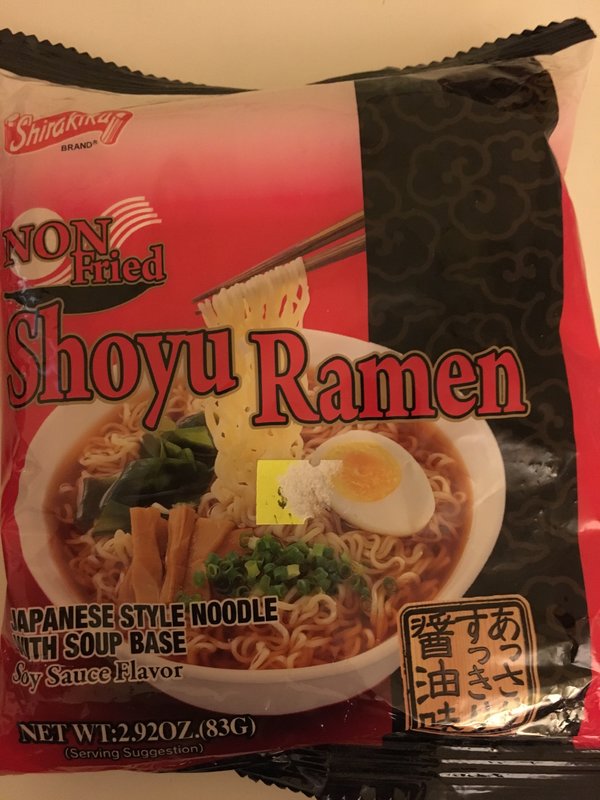 Shirakiku
BRAND®
NON
Fried
Shoyu Ramen
JAPANESE STYLE NOODLE
WITH SOUP BASE
Soy Sauce Flavor
NET WT:2.92OZ.(83G)
(Serving Suggestion)
あっさり
すっきり
醤油味